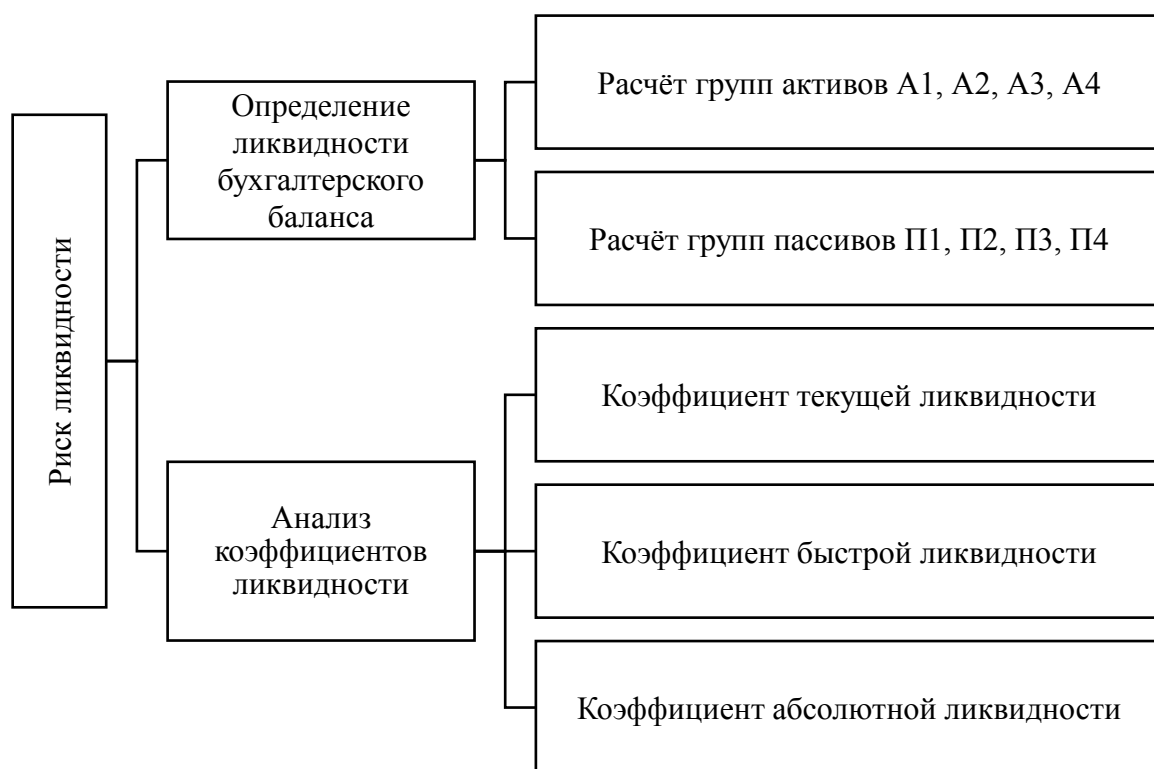 Риск ликвидности
Определение
ликвидности
бухгалтерского
баланса
Расчёт групп активов А1, А2, А3, А4
Расчёт групп пассивов П1, П2, П3, П4
Анализ
коэффициентов
ликвидности
Коэффициент текущей ликвидности
Коэффициент быстрой ликвидности
Коэффициент абсолютной ликвидности